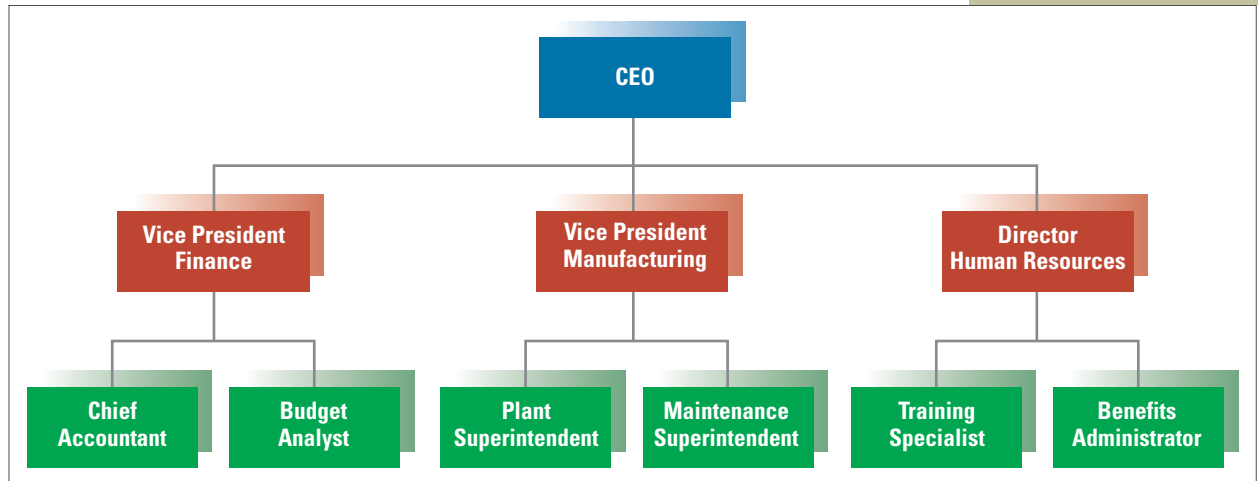 CEO
Vice President
Finance
Vice President
Manufacturing
Director
Human Resources
Chief
Accountant
Budget
Analyst
Plant
Superintendent
Maintenance
Superintendent
Training
Specialist
Benefits
Administrator